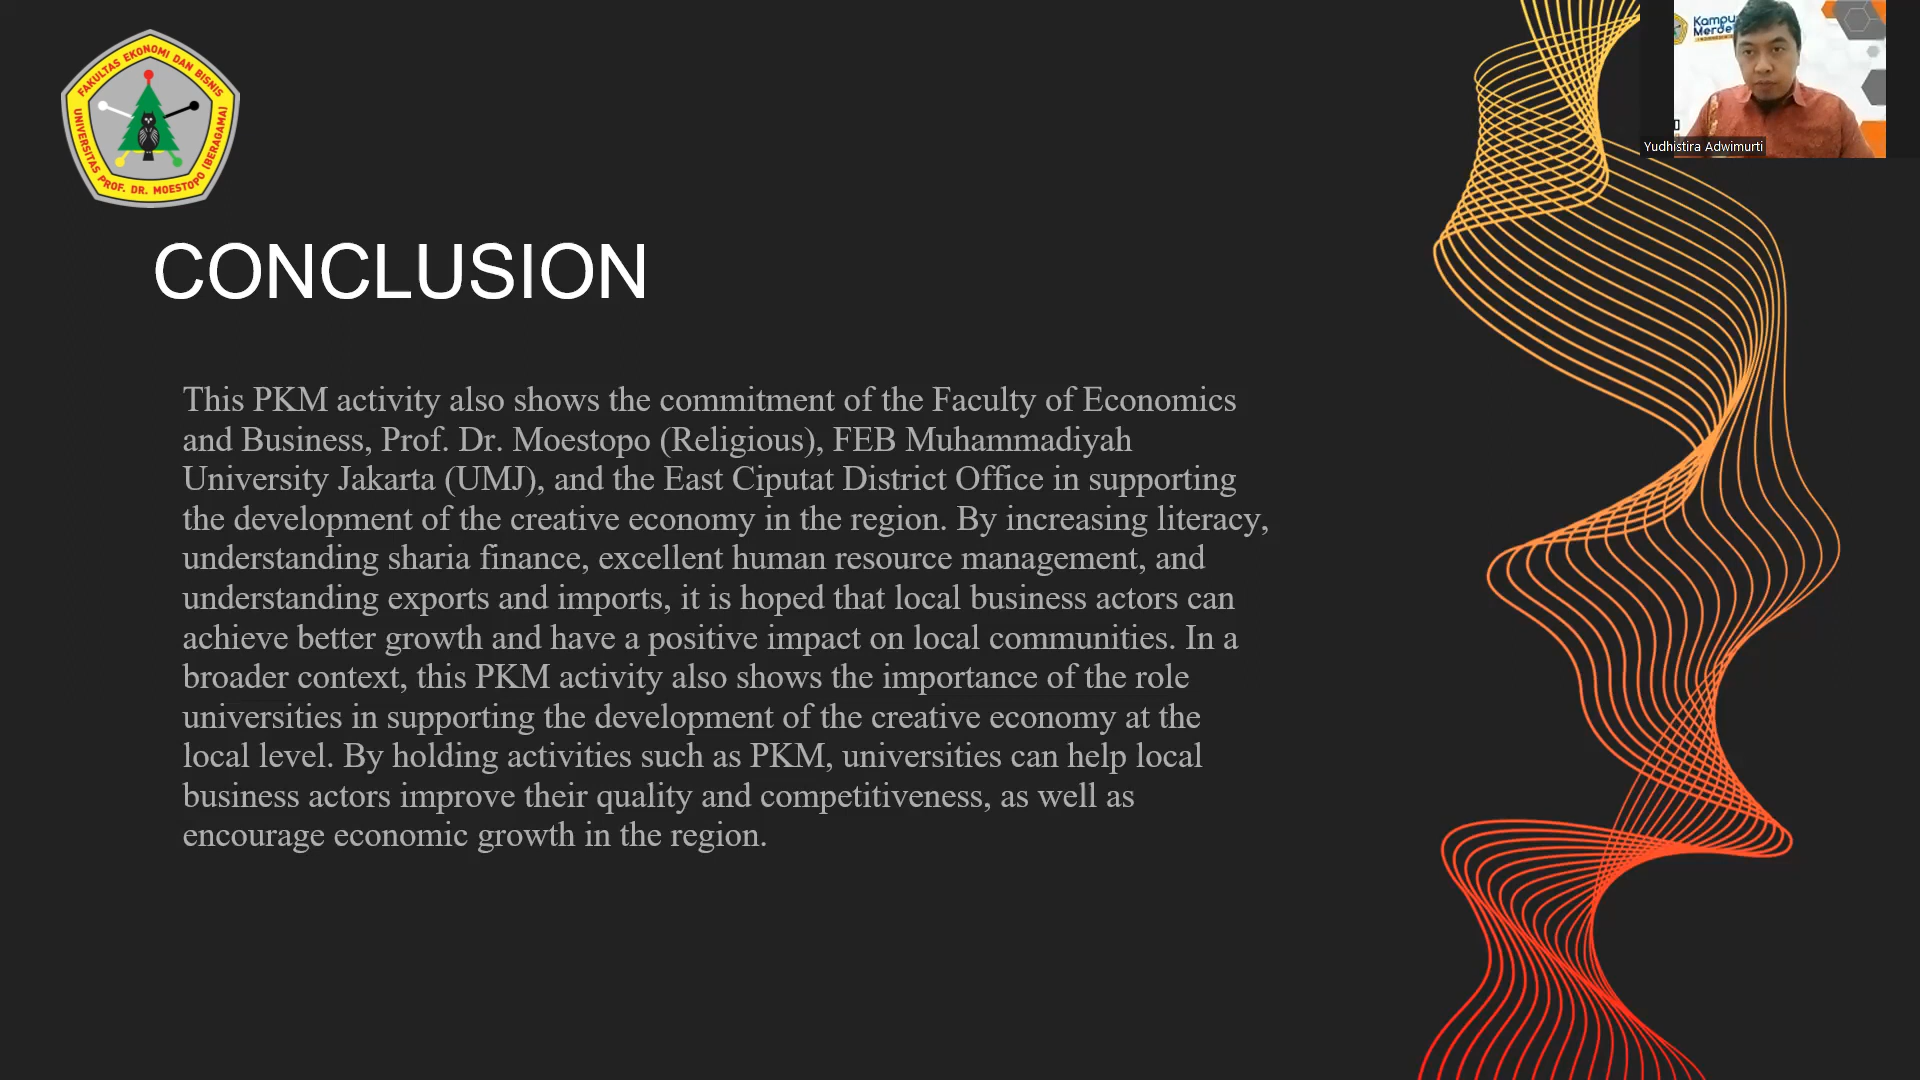 FAKULTAS EKONOMI DAN BISNIS
UNIVERSITAS PROF. DR. MOESTOPO (BERAGAMA)
Yudhistira Adwimurti
CONCLUSION
This PKM activity also shows the commitment of the Faculty of Economics
and Business, Prof. Dr. Moestopo (Religious), FEB Muhammadiyah
University Jakarta (UMJ), and the East Ciputat District Office in supporting
the development of the creative economy in the region. By increasing literacy,
understanding sharia finance, excellent human resource management, and
understanding exports and imports, it is hoped that local business actors can
achieve better growth and have a positive impact on local communities. In a
broader context, this PKM activity also shows the importance of the role
universities in supporting the development of the creative economy at the
local level. By holding activities such as PKM, universities can help local
business actors improve their quality and competitiveness, as well as
encourage economic growth in the region.